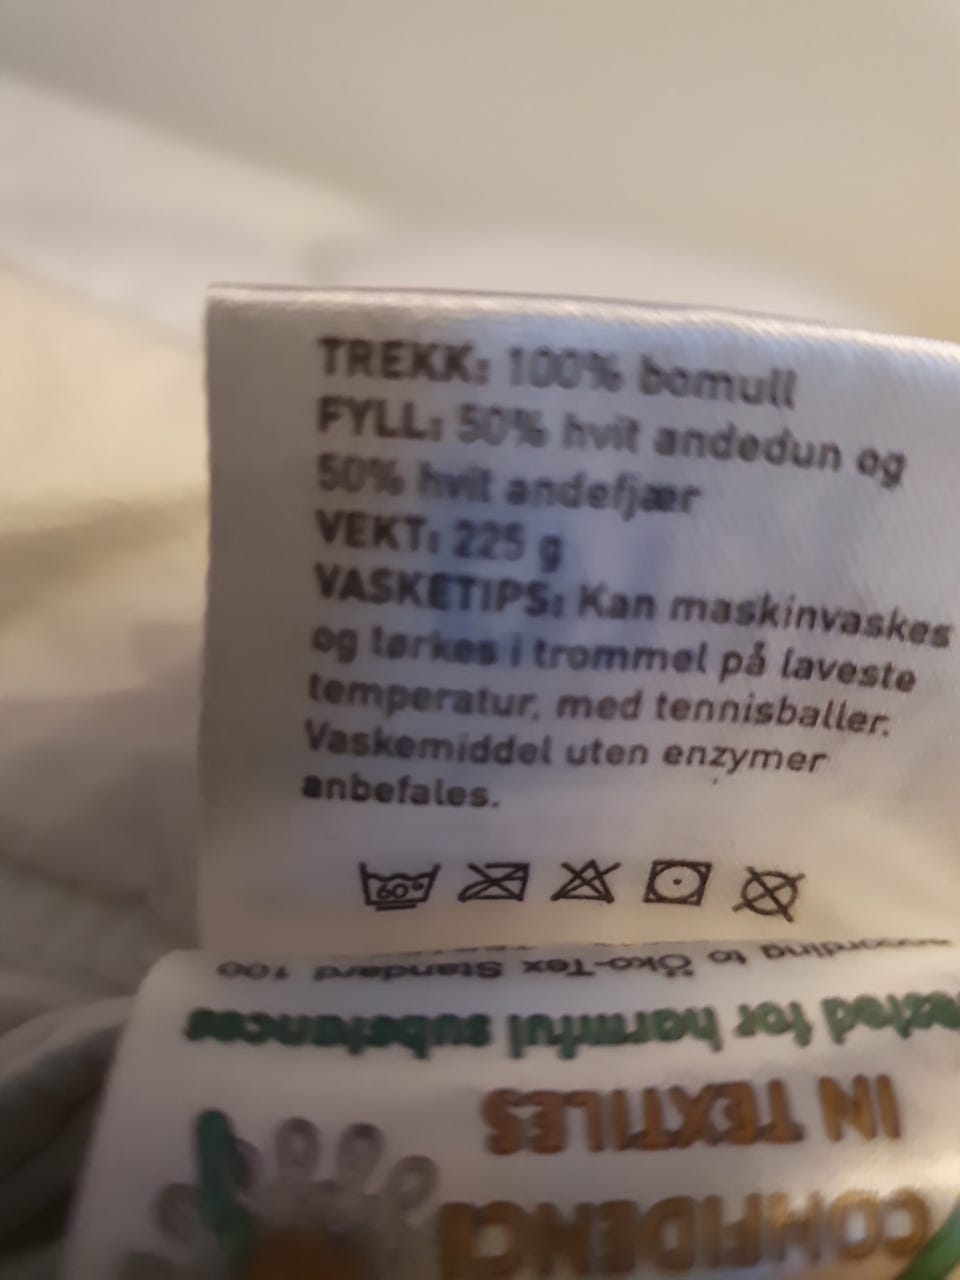 TREKK: 100% bomull
FYLL: 50% hvit andedun og
50% hvit andefjær
VEKT: 225 g
VASKETIPS: Kan maskinvaskes
og tørkes i trommel på laveste
temperatur, med tennisballer.
Vaskemiddel uten enzymer
anbefales.
60°
CONFIDENCE
IN TEXTILES
Tested for harmful substances
according to Öko-Tex Standard 100